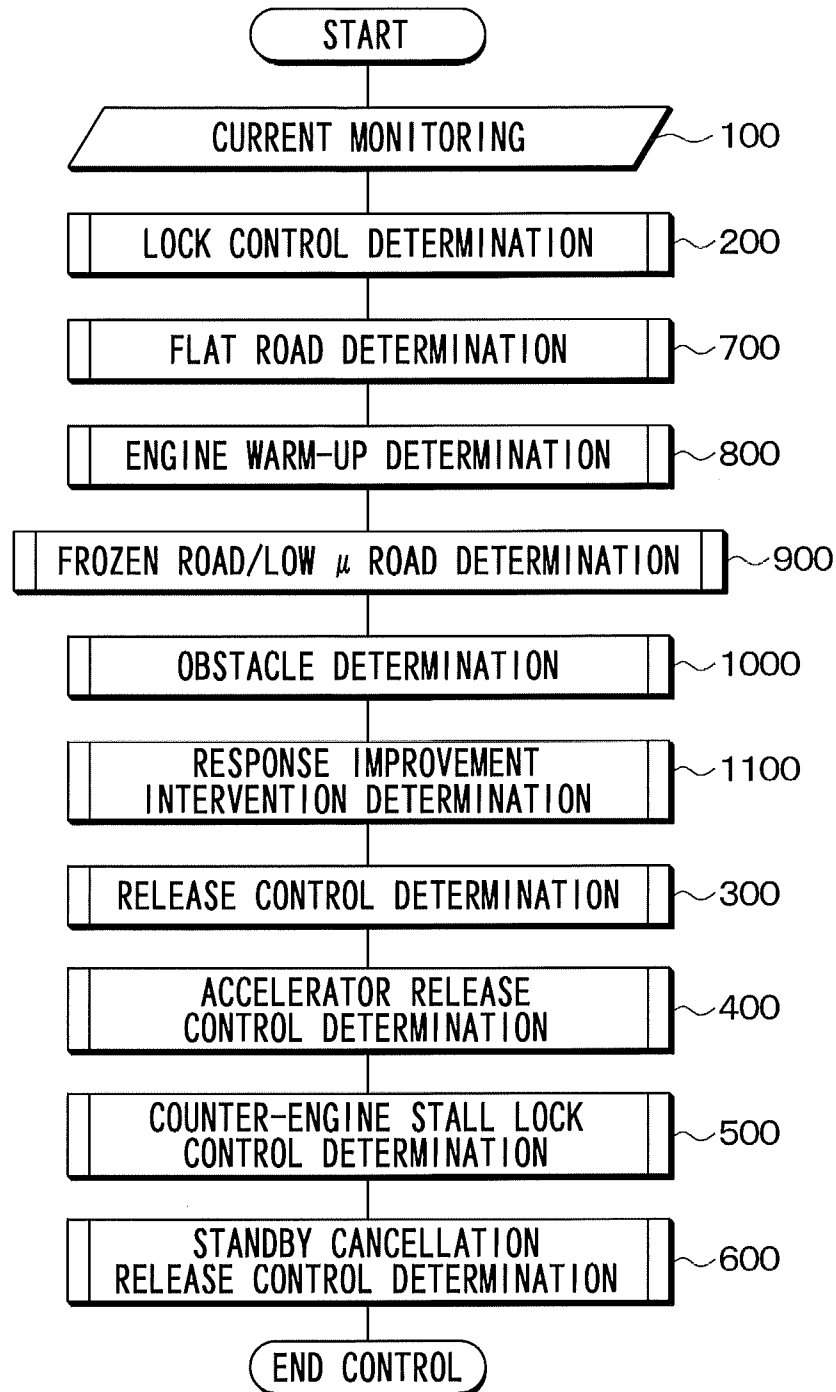 START
CURRENT MONITORING
100
LOCK CONTROL DETERMINATION
200
FLAT ROAD DETERMINATION
700
ENGINE WARM-UP DETERMINATION
800
FROZEN ROAD/LOW μ ROAD DETERMINATION
900
OBSTACLE DETERMINATION
1000
RESPONSE IMPROVEMENT
INTERVENTION DETERMINATION
1100
RELEASE CONTROL DETERMINATION
300
ACCELERATOR RELEASE
CONTROL DETERMINATION
400
COUNTER-ENGINE STALL LOCK
CONTROL DETERMINATION
500
STANDBY CANCELLATION
RELEASE CONTROL DETERMINATION
600
END CONTROL